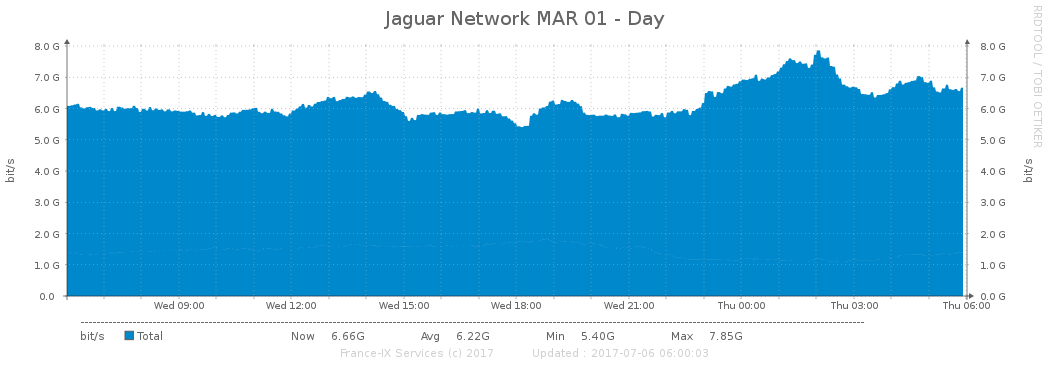 Jaguar Network MAR 01 - Day
RRDTOOL / TOBI OETIKER
bit/s
8.0 G
7.0 G
6.0 G
5.0 G
4.0 G
3.0 G
2.0 G
1.0 G
0.0
8.0 G
7.0 G
6.0 G
5.0 G
4.0 G
3.0 G
2.0 G
1.0 G
0.0 G
bit/s
Wed 09:00 Wed 12:00 Wed 15:00 Wed 18:00 Wed 21:00 Thu 00:00 Thu 03:00 Thu 06:00
bit/s Total Now 6.66G Avg 6.22G Min 5.40G Max 7.85G
France-IX Services (c) 2017 Updated : 2017-07-06 06:00:03